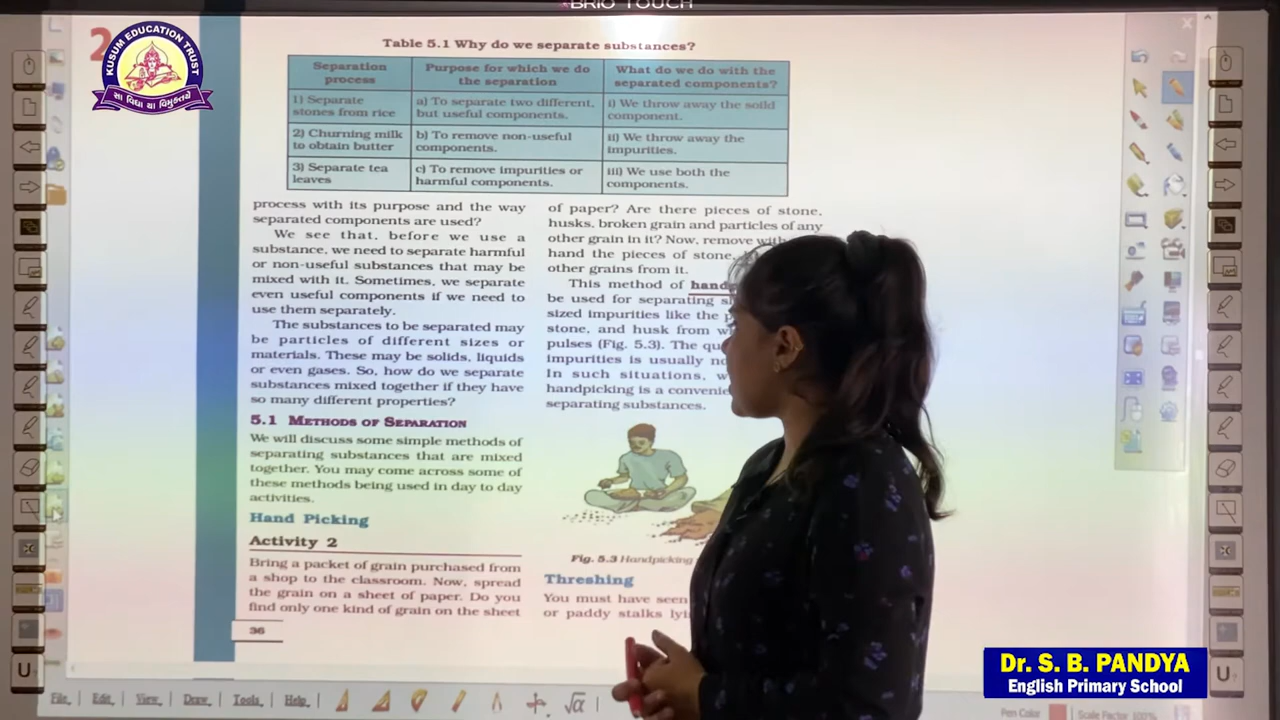 BRIO TOUCH
2
KUSUM EDUCATION TRUST
સા વિદ્યા યા વિમુક્તયે
Table 5.1 Why do we separate substances?
Separation process
Purpose for which we do the separation
What do we do with the separated components?
1) Separate stones from rice
a) To separate two different, but useful components.
i) We throw away the solid component.
2) Churning milk to obtain butter
b) To remove non-useful components.
ii) We throw away the impurities.
3) Separate tea leaves
c) To remove impurities or harmful components.
iii) We use both the components.
process with its purpose and the way
separated components are used?
We see that, before we use a
substance, we need to separate harmful
or non-useful substances that may be
mixed with it. Sometimes, we separate
even useful components if we need to
use them separately.
The substances to be separated may
be particles of different sizes or
materials. These may be solids, liquids
or even gases. So, how do we separate
substances mixed together if they have
so many different properties?
5.1 METHODS OF SEPARATION
We will discuss some simple methods of
separating substances that are mixed
together. You may come across some of
these methods being used in day to day
activities.
Hand Picking
Activity 2
Bring a packet of grain purchased from
a shop to the classroom. Now, spread
the grain on a sheet of paper. Do you
find only one kind of grain on the sheet
36
of paper? Are there pieces of stone,
husks, broken grain and particles of any
other grain in it? Now, remove with
hand the pieces of stone,
other grains from it.
This method of
be used for separating
sized impurities like the
stone, and husk from
pulses (Fig. 5.3). The
impurities is usually
In such situations,
handpicking is a
separating substances.
Fig. 5.3 Handpicking
Threshing
You must have seen
or paddy stalks
File
Edit
View
Draw
Tools
Help
√α
Pen Color
Scale Factor: 100%
U
U
Dr. S. B. PANDYA
English Primary School